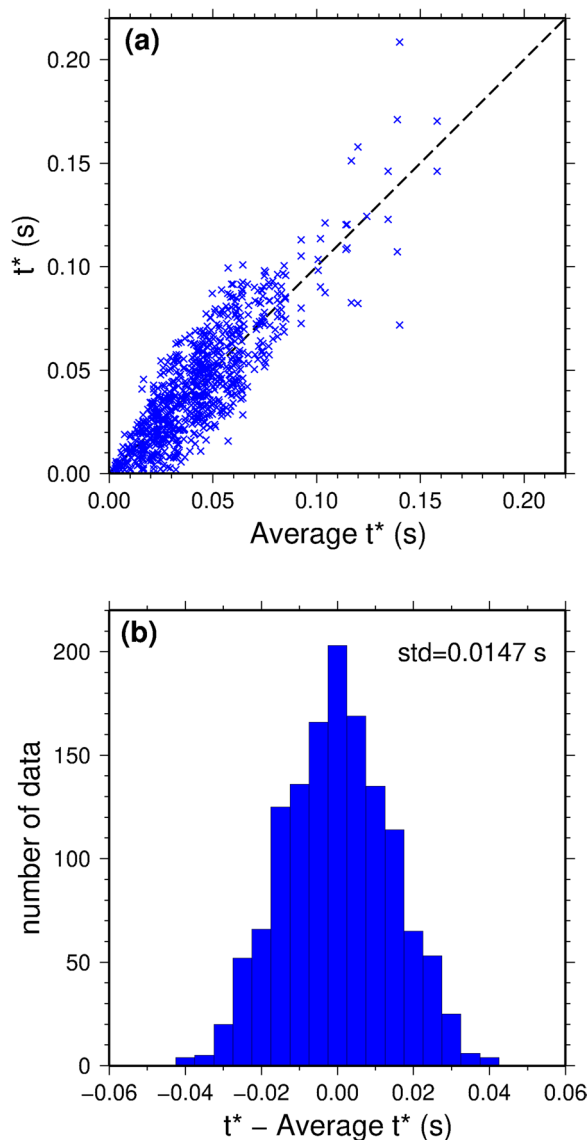 (a)
0.20
0.15
0.10
0.05
0.00
t* (s)
0.00 0.05 0.10 0.15 0.20
Average t* (s)
(b)
std=0.0147 s
200
150
100
50
0
number of data
−0.06 −0.04 −0.02 0.00 0.02 0.04 0.06
t* − Average t* (s)